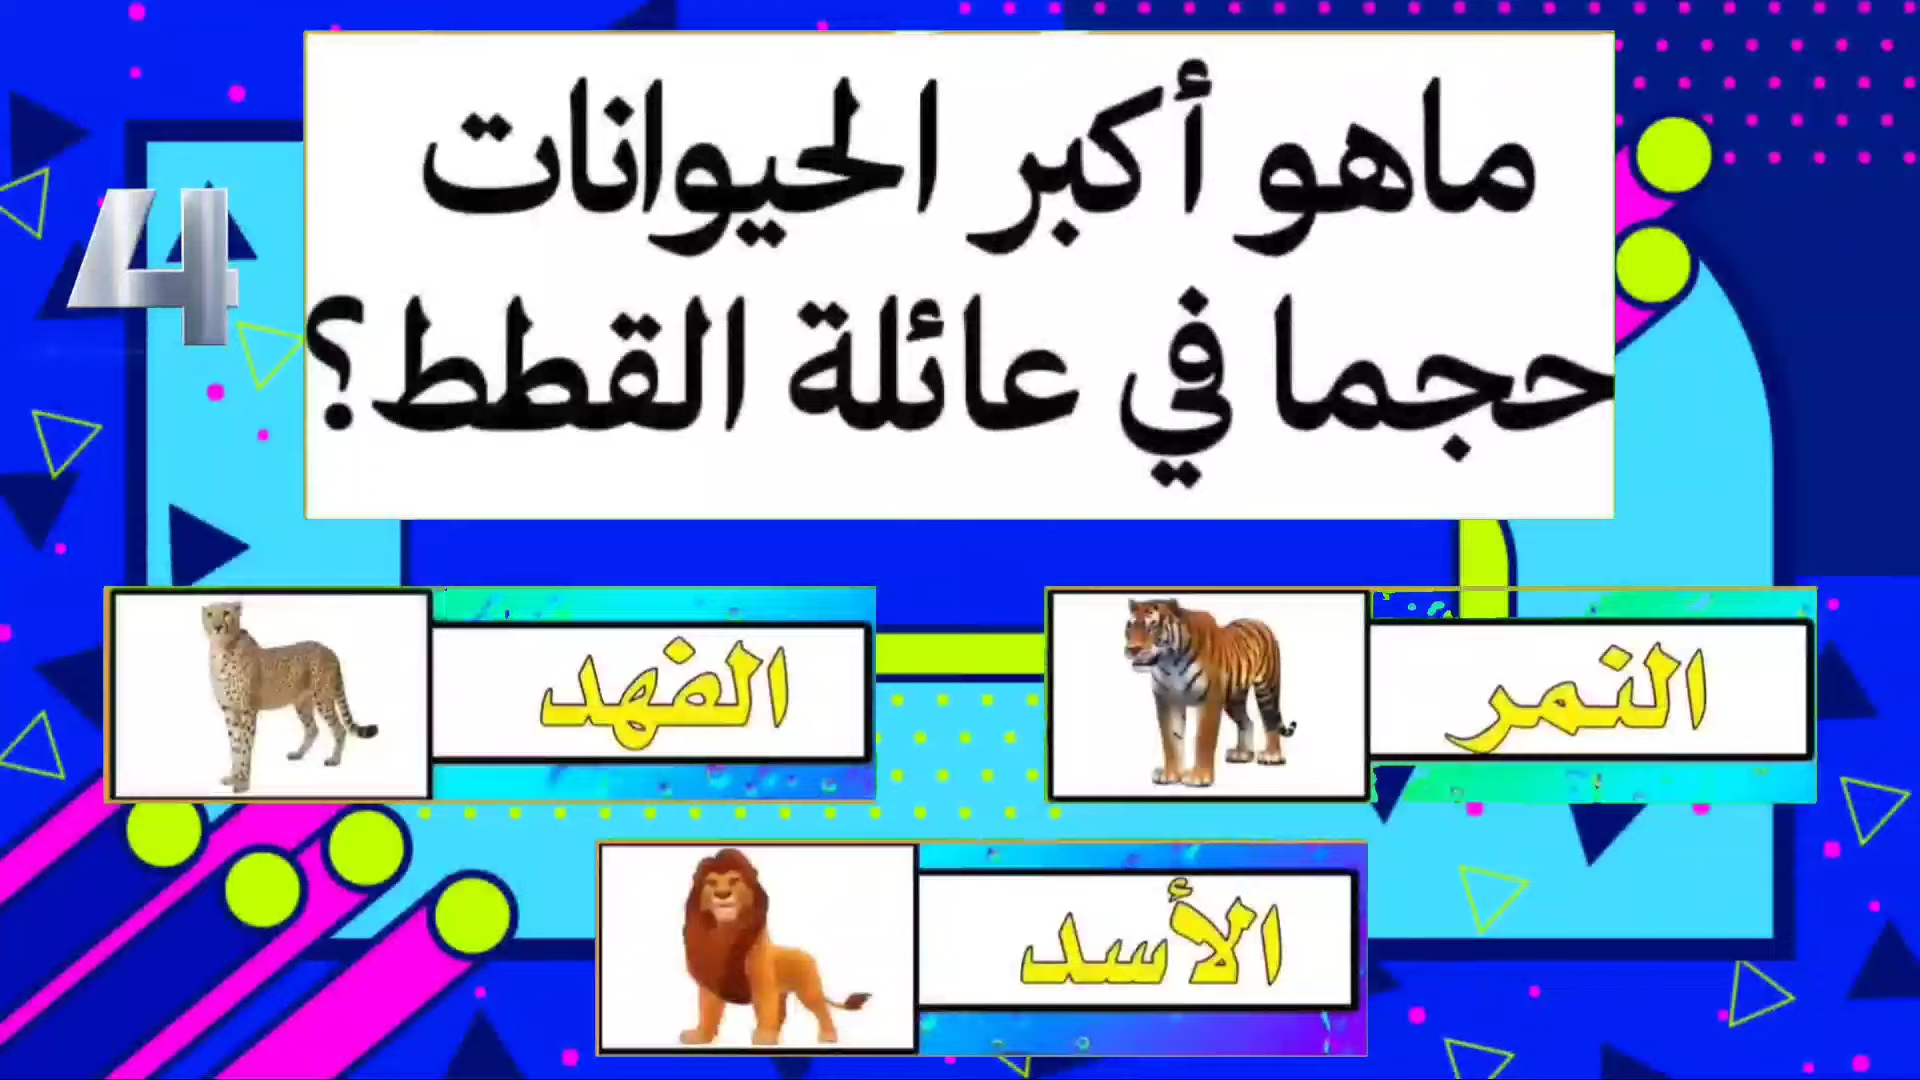 ماهو أكبر الحيوانات
حجما في عائلة القطط؟
4
النمر
الفهد
الأسد